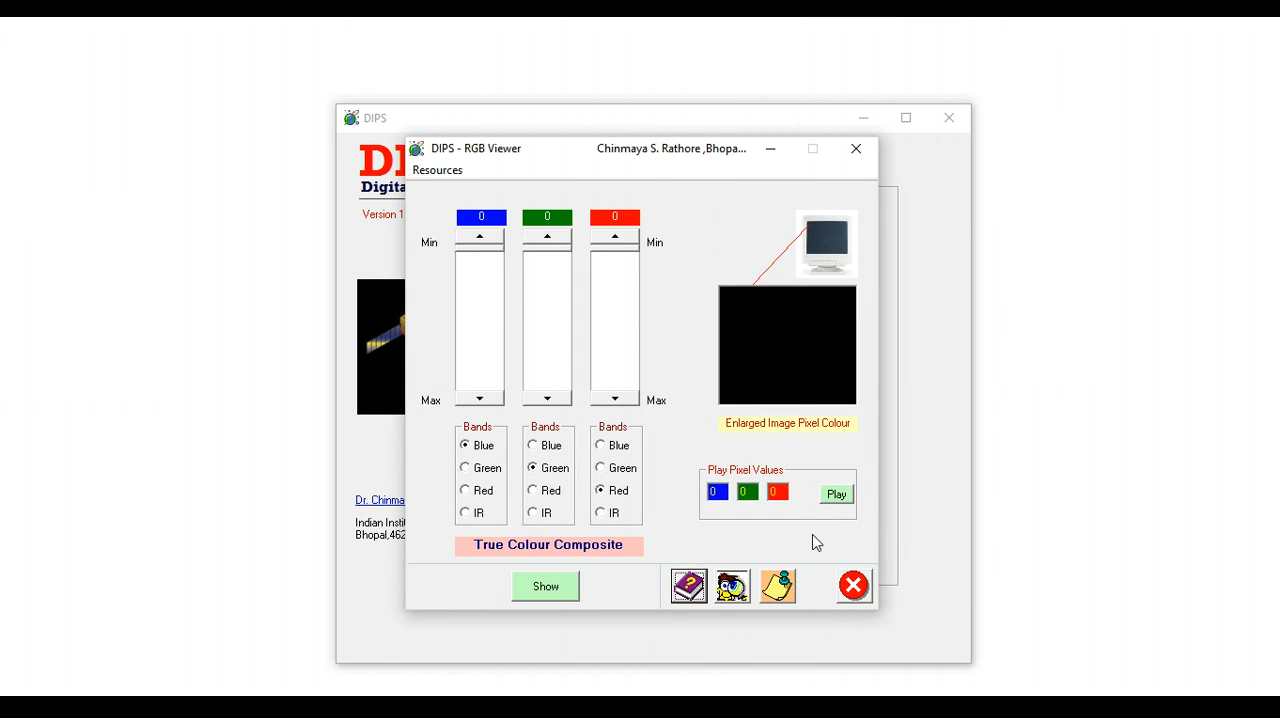 DIPS
DIPS - RGB Viewer Chinmaya S. Rathore ,Bhopa...
Resources
Digita
Version 1
0 0 0
Min Min
Max Max
Enlarged Image Pixel Colour
Bands Bands Bands
Blue Blue Blue
Green Green Green
Red Red Red
IR IR IR
Play Pixel Values
0 0 0 Play
Dr. Chinma
Indian Insti
Bhopal,462
True Colour Composite
Show